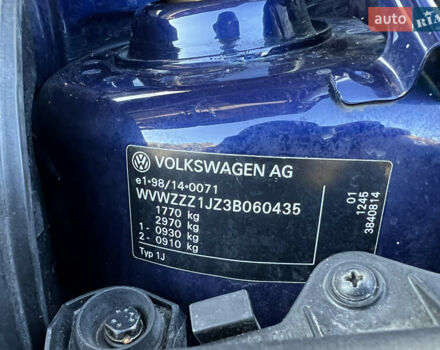 auto RIA
VOLKSWAGEN AG
e1•98/14•0071
WVWZZZ1JZ3B060435
1770 kg
2970 kg
1- 0930 kg
2- 0910 kg
Typ 1J
01
1245
3840814